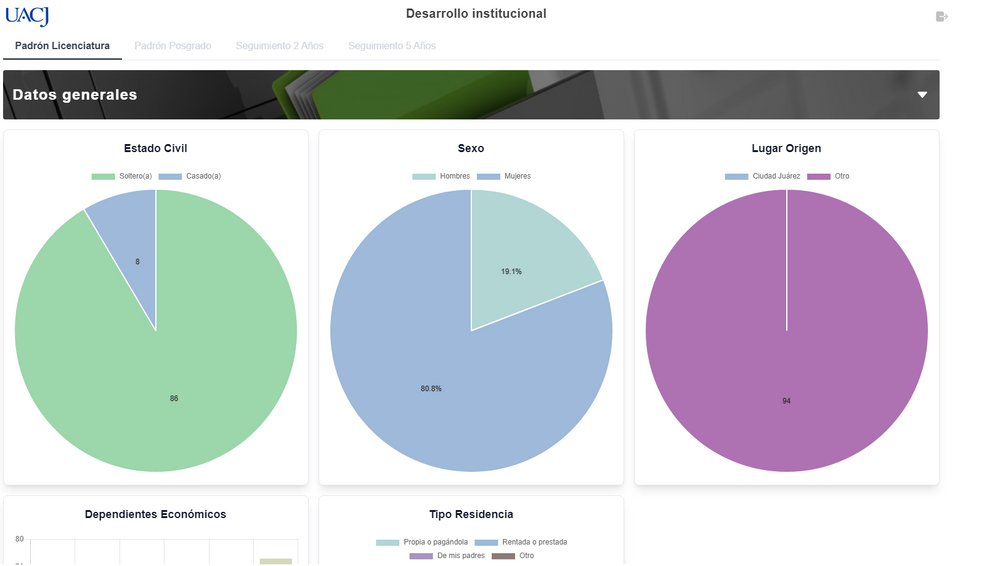 UACJ
Desarrollo institucional
Padrón Licenciatura Padrón Posgrado Seguimiento 2 Años Seguimiento 5 Años
Datos generales
Estado Civil
Soltero(a) Casado(a)
8
86
Sexo
Hombres Mujeres
19.1%
80.8%
Lugar Origen
Ciudad Juárez Otro
94
Dependientes Económicos
80
Tipo Residencia
Propia o pagándola Rentada o prestada
De mis padres Otro